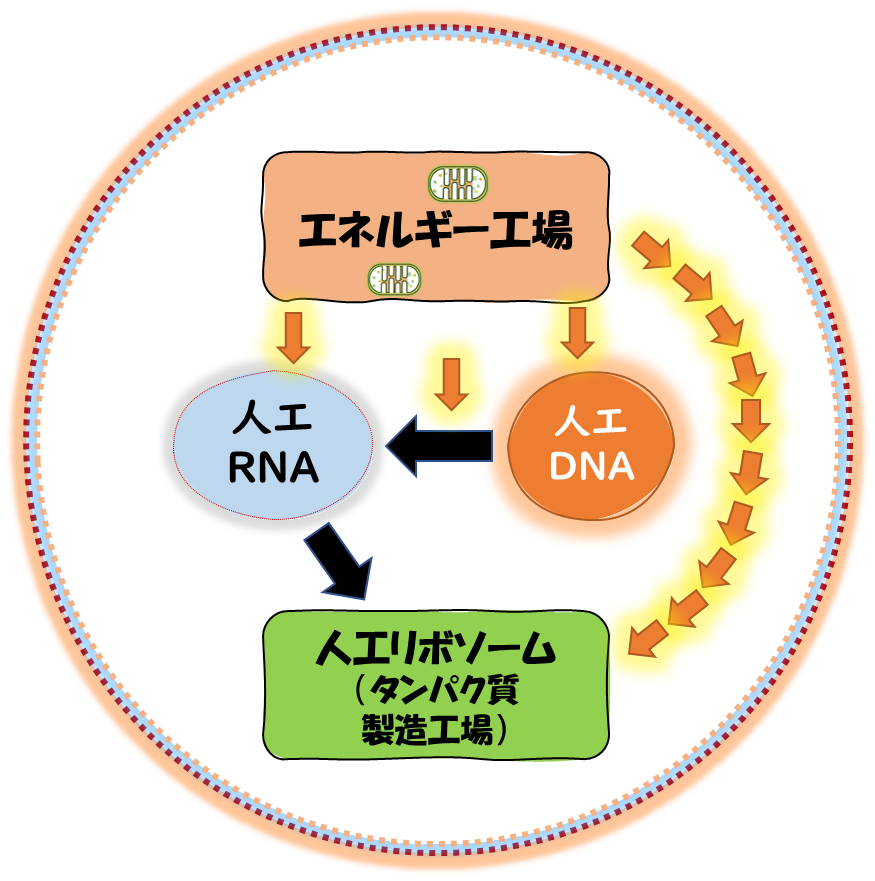 エネルギー工場
人工
RNA
人工
DNA
人工リボソーム
（タンパク質
製造工場）